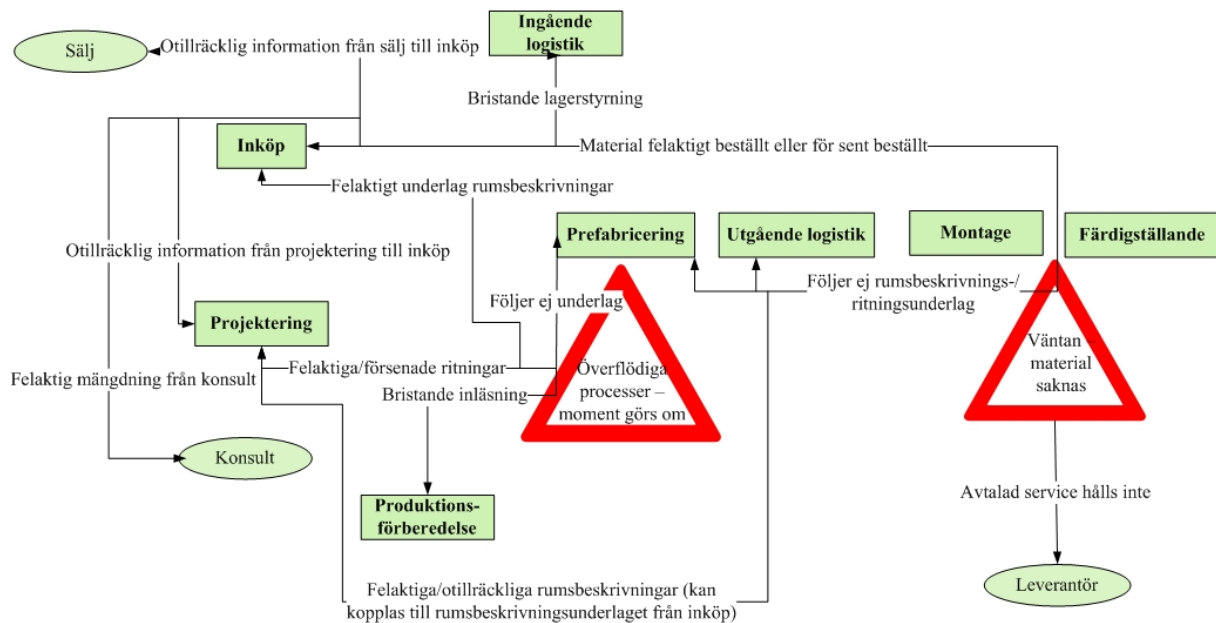 Ingående
logistik
Sälj
Otillräcklig information från sälj till inköp
Bristande lagerstyrning
Inköp
Material felaktigt beställt eller för sent beställt
Felaktigt underlag rumsbeskrivningar
Prefabricering
Utgående logistik
Montage
Färdigställande
Otillräcklig information från projektering till inköp
Följer ej underlag
Följer ej rumsbeskrivnings-/
ritningsunderlag
Projektering
Väntan –
material
saknas
Felaktiga/försenade ritningar
Felaktig mängdning från konsult
Bristande inläsning
Överflödiga
processer –
moment görs om
Konsult
Produktions-
förberedelse
Avtalad service hålls inte
Felaktiga/otillräckliga rumsbeskrivningar (kan
kopplas till rumsbeskrivningsunderlaget från inköp)
Leverantör